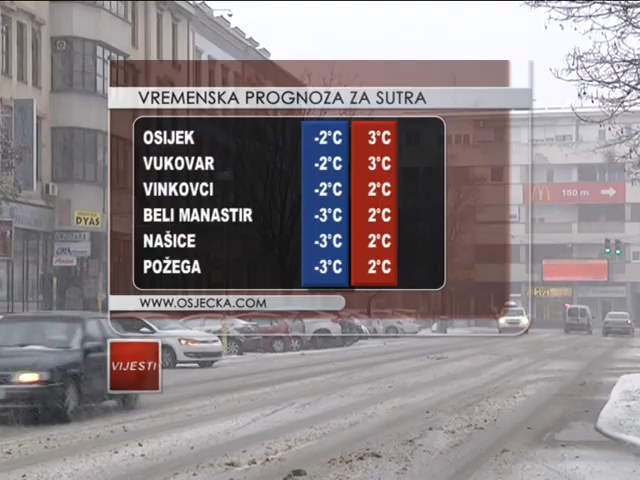 VREMENSKA PROGNOZA ZA SUTRA
OSIJEK -2°C 3°C
VUKOVAR -2°C 3°C
VINKOVCI -2°C 2°C
BELI MANASTIR -3°C 2°C
NAŠICE -3°C 2°C
POŽEGA -3°C 2°C
WWW.OSJECKA.COM
VIJESTI
DYAS
150 m